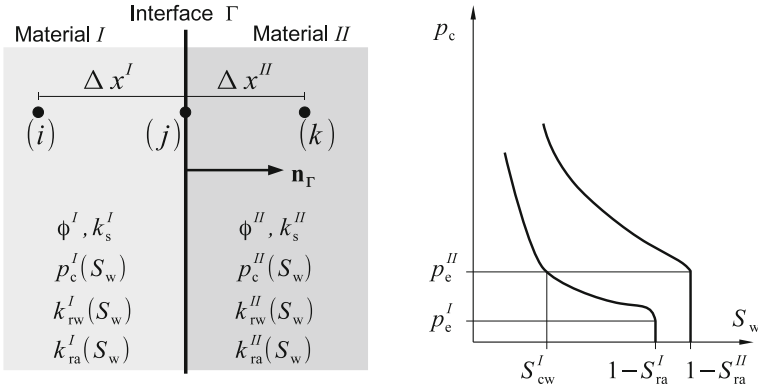 Interface Γ
Material I
Material II
Δx^I
Δx^II
(i)
(j)
(k)
n_Γ
ϕ^I, k_s^I
p_c^I(S_w)
k_rw^I(S_w)
k_ra^I(S_w)
ϕ^II, k_s^II
p_c^II(S_w)
k_rw^II(S_w)
k_ra^II(S_w)
p_c
p_e^II
p_e^I
S_w
S_cw^I
1−S_ra^I
1−S_ra^II